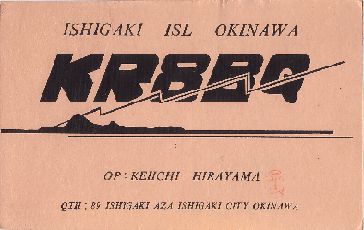 ISHIGAKI ISL OKINAWA
KR8BQ
OP : KEIICHI HIRAYAMA
QTH : 89 ISHIGAKI AZA ISHIGAKI CITY OKINAWA